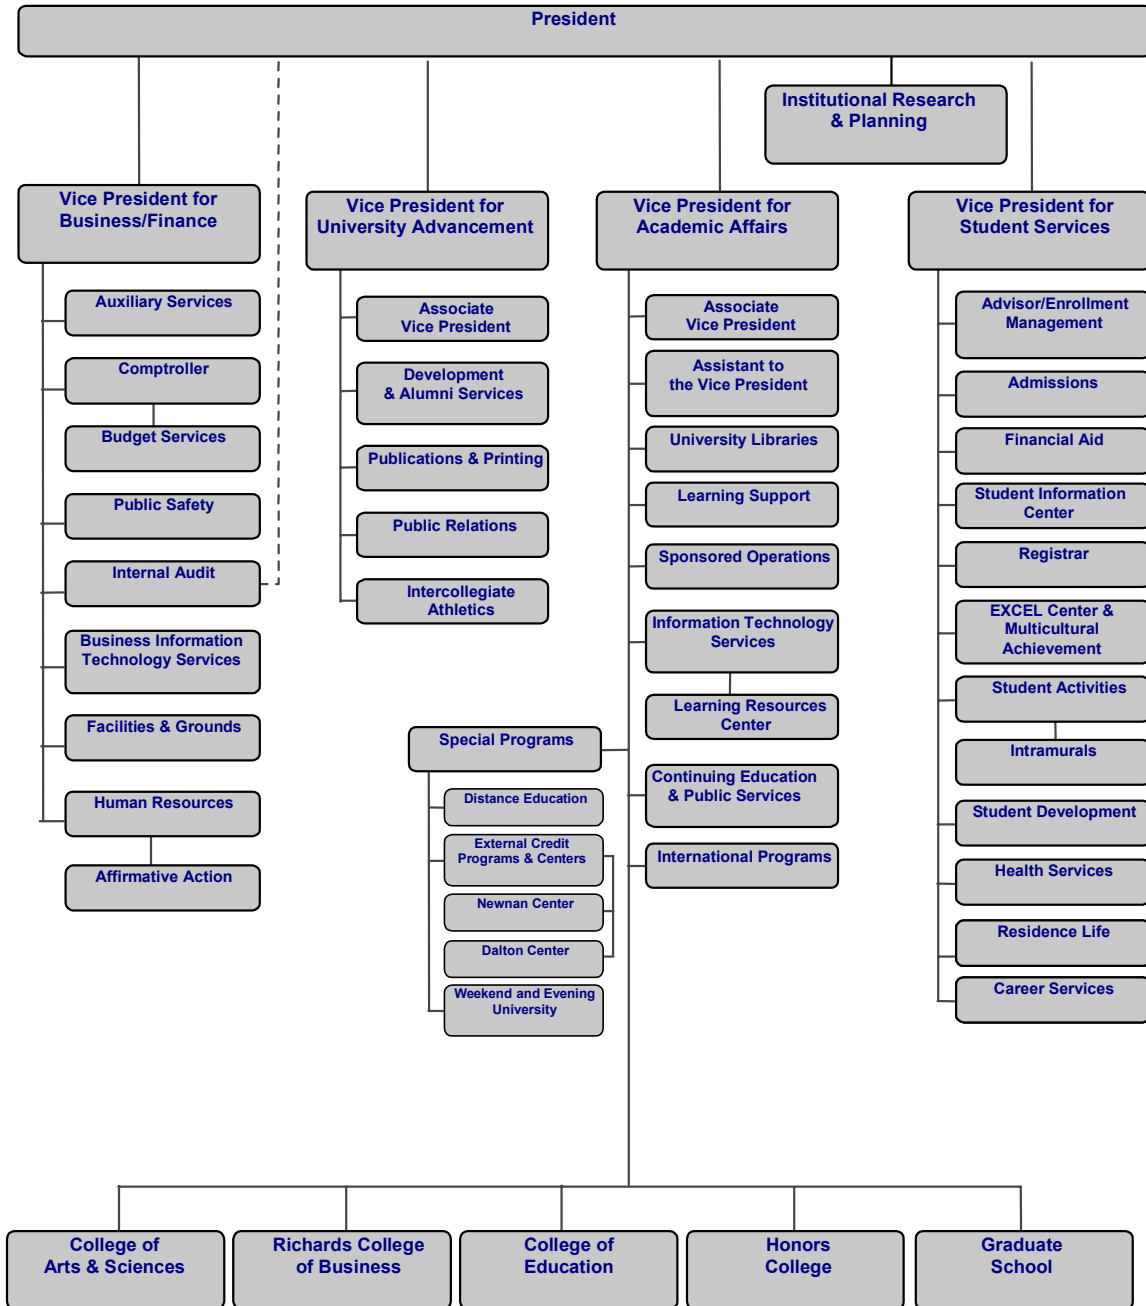 President
Institutional Research
& Planning
Vice President for
Business/Finance
Auxiliary Services
Comptroller
Budget Services
Public Safety
Internal Audit
Business Information
Technology Services
Facilities & Grounds
Human Resources
Affirmative Action
Vice President for
University Advancement
Associate
Vice President
Development
& Alumni Services
Publications & Printing
Public Relations
Intercollegiate
Athletics
Vice President for
Academic Affairs
Associate
Vice President
Assistant to
the Vice President
University Libraries
Learning Support
Sponsored Operations
Information Technology
Services
Learning Resources
Center
Continuing Education
& Public Services
International Programs
Special Programs
Distance Education
External Credit
Programs & Centers
Newnan Center
Dalton Center
Weekend and Evening
University
Vice President for
Student Services
Advisor/Enrollment
Management
Admissions
Financial Aid
Student Information
Center
Registrar
EXCEL Center &
Multicultural
Achievement
Student Activities
Intramurals
Student Development
Health Services
Residence Life
Career Services
College of
Arts & Sciences
Richards College
of Business
College of
Education
Honors
College
Graduate
School